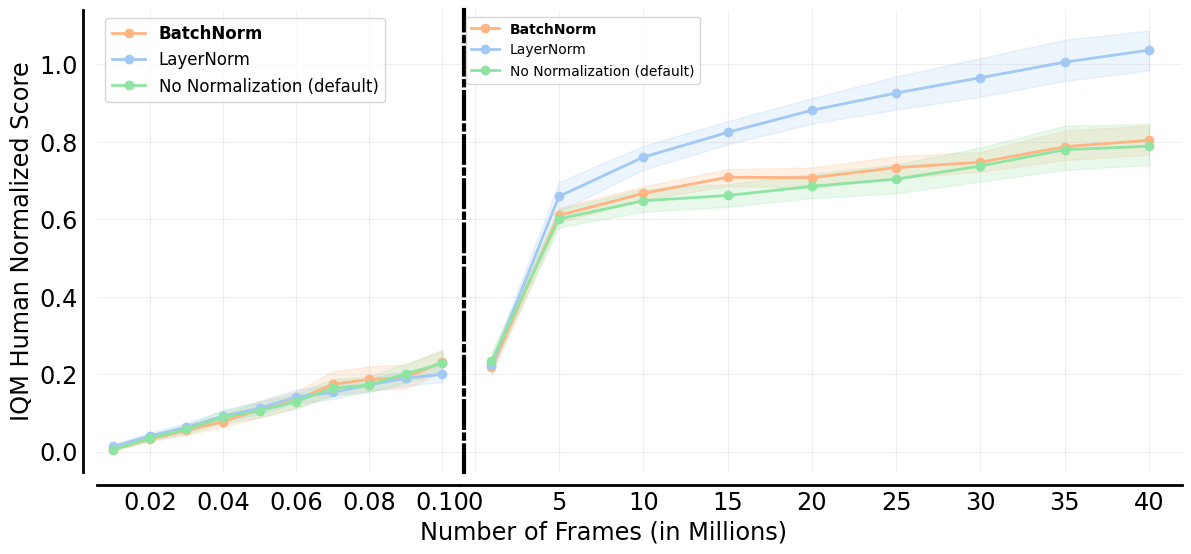 BatchNorm
LayerNorm
No Normalization (default)
BatchNorm
LayerNorm
No Normalization (default)
IQM Human Normalized Score
1.0
0.8
0.6
0.4
0.2
0.0
0.02 0.04 0.06 0.08 0.100 0 5 10 15 20 25 30 35 40
Number of Frames (in Millions)